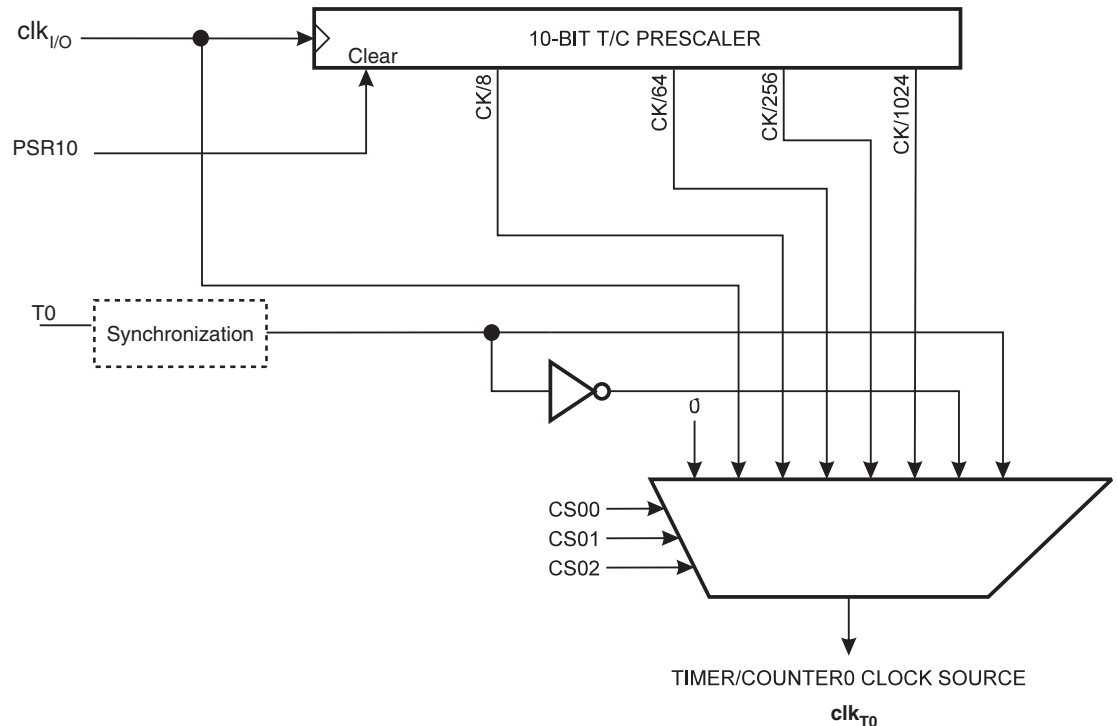 clkI/O
10-BIT T/C PRESCALER
Clear
CK/8
CK/64
CK/256
CK/1024
PSR10
T0
Synchronization
0
CS00
CS01
CS02
TIMER/COUNTER0 CLOCK SOURCE
clkT0